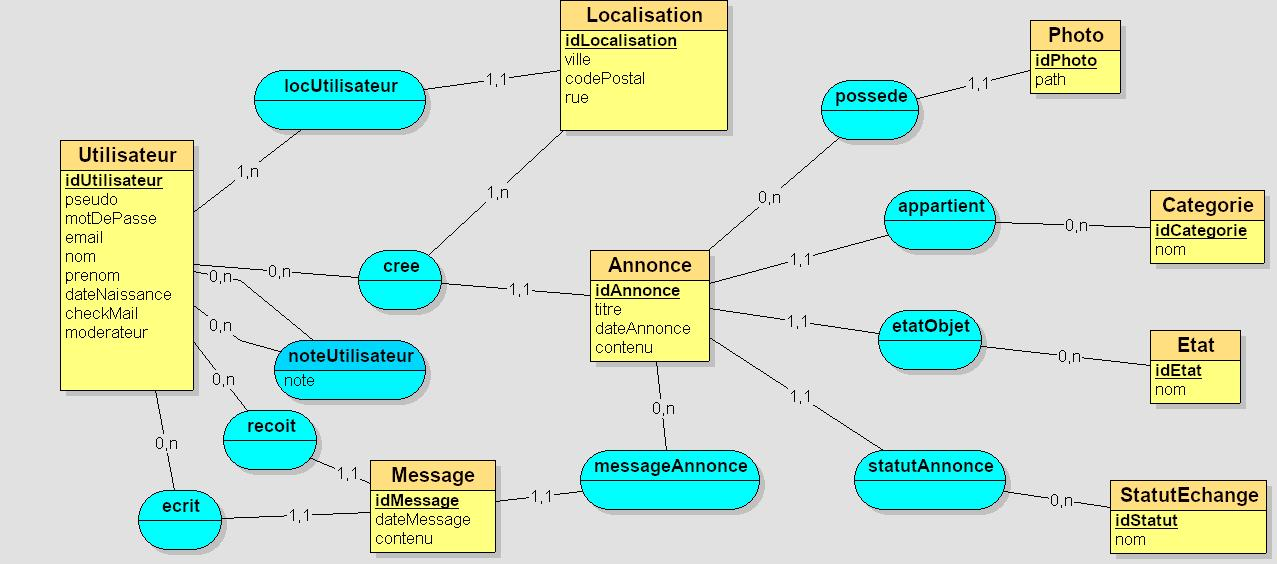 Localisation
idLocalisation
ville
codePostal
rue
Photo
idPhoto
path
locUtilisateur
1,1
possede
1,1
Utilisateur
idUtilisateur
pseudo
motDePasse
email
nom
prenom
dateNaissance
checkMail
moderateur
1,n
1,n
0,n
appartient
0,n
Categorie
idCategorie
nom
cree
0,n
1,1
Annonce
idAnnonce
titre
dateAnnonce
contenu
1,1
0,n
0,n
noteUtilisateur
note
1,1
etatObjet
0,n
Etat
idEtat
nom
0,n
recoit
1,1
0,n
1,1
0,n
ecrit
1,1
Message
idMessage
dateMessage
contenu
1,1
messageAnnonce
statutAnnonce
0,n
StatutEchange
idStatut
nom